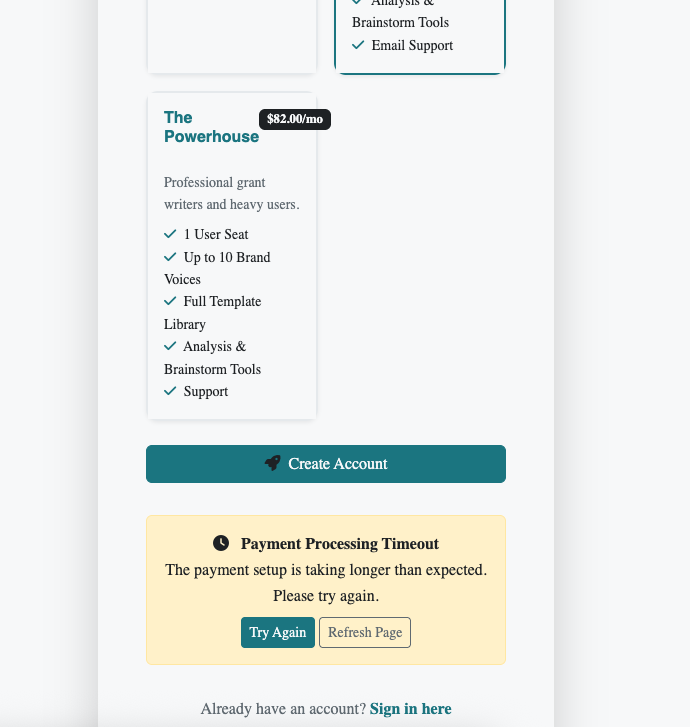 Analysis &
Brainstorm Tools
Email Support
The
Powerhouse
$82.00/mo
Professional grant
writers and heavy users.
1 User Seat
Up to 10 Brand
Voices
Full Template
Library
Analysis &
Brainstorm Tools
Support
Create Account
Payment Processing Timeout
The payment setup is taking longer than expected.
Please try again.
Try Again Refresh Page
Already have an account? Sign in here